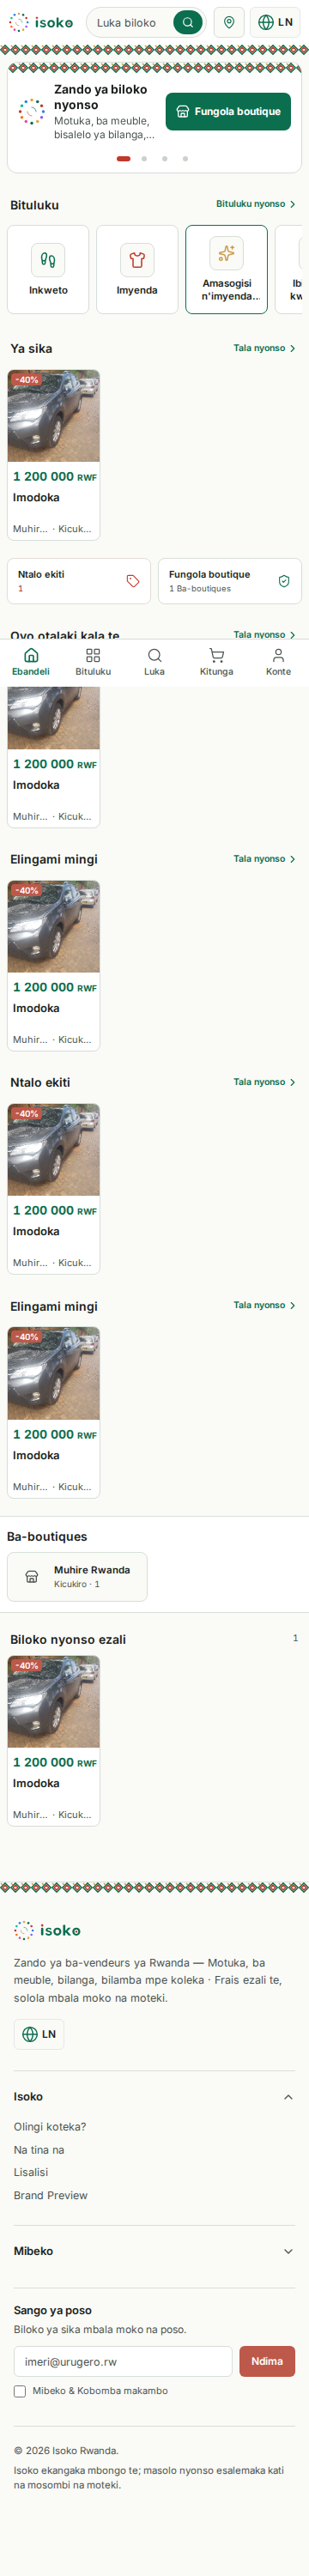 isoko
Luka biloko
LN
Zando ya biloko nyonso
Motuka, ba meuble,
bisalelo ya bilanga,...
Fungola boutique
Bituluku
Bituluku nyonso
Inkweto
Imyenda
Amasogisi
n'imyenda...
Ya sika
Tala nyonso
-40%
1 200 000 RWF
Imodoka
Muhir... · Kicuk...
Ntalo ekiti
1
Fungola boutique
1 Ba-boutiques
Tala nyonso
Ebandeli
Bituluku
Luka
Kitunga
Konte
1 200 000 RWF
Imodoka
Muhir... · Kicuk...
Elingami mingi
Tala nyonso
-40%
1 200 000 RWF
Imodoka
Muhir... · Kicuk...
Ntalo ekiti
Tala nyonso
-40%
1 200 000 RWF
Imodoka
Muhir... · Kicuk...
Elingami mingi
Tala nyonso
-40%
1 200 000 RWF
Imodoka
Muhir... · Kicuk...
Ba-boutiques
Muhire Rwanda
Kicukiro · 1
Biloko nyonso ezali
1
-40%
1 200 000 RWF
Imodoka
Muhir... · Kicuk...
isoko
Zando ya ba-vendeurs ya Rwanda — Motuka, ba
meuble, bilanga, bilamba mpe koleka · Frais ezali te,
solola mbala moko na moteki.
LN
Isoko
Olingi koteka?
Na tina na
Lisalisi
Brand Preview
Mibeko
Sango ya poso
Biloko ya sika mbala moko na poso.
imeri@urugero.rw
Ndima
Mibeko & Kobomba makambo
© 2026 Isoko Rwanda.
Isoko ekangaka mbongo te; masolo nyonso esalemaka kati
na mosombi na moteki.